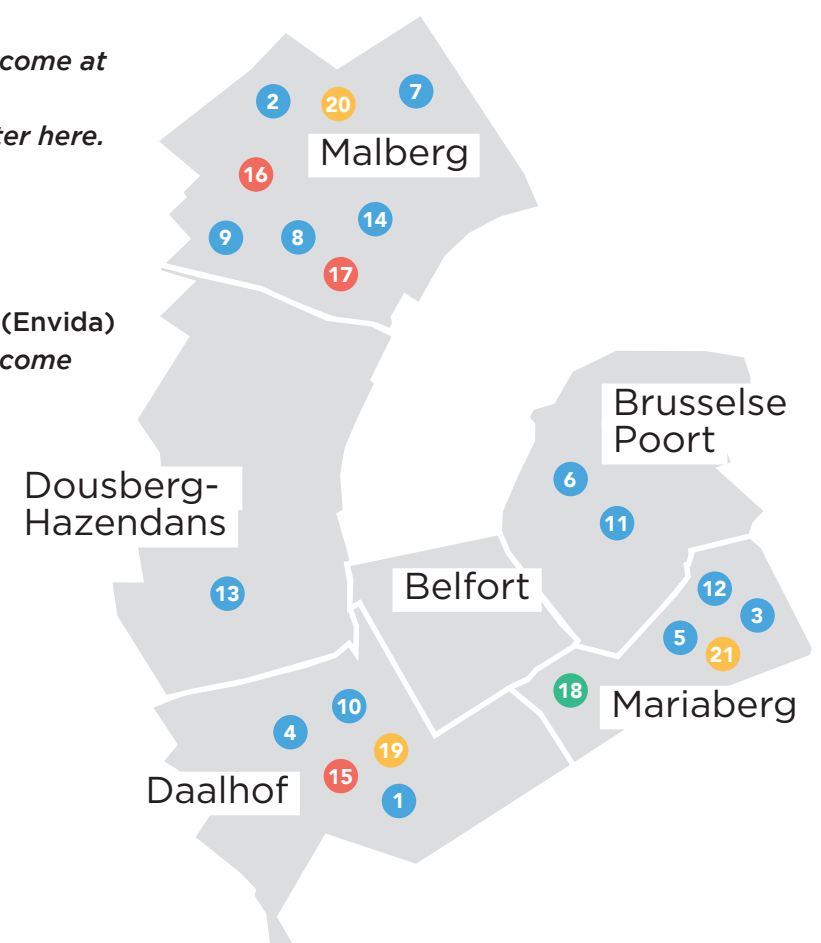 come at
ter here.
(Envida)
come
2
20
7
Malberg
16
14
9
8
17
Brusselse
Poort
6
11
Dousberg-
Hazendans
13
Belfort
12
3
5
21
18
Mariaberg
10
4
19
15
Daalhof
1